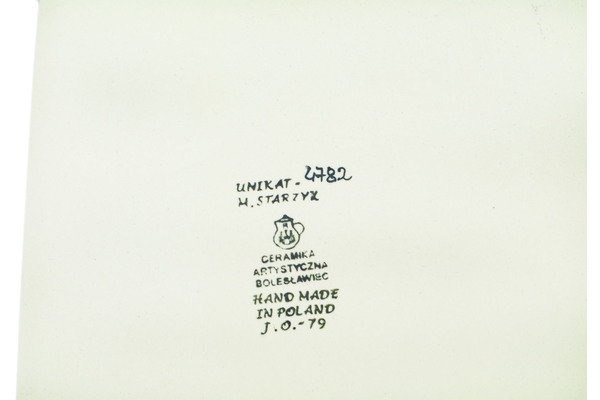 UNIKAT - 4782
M. STARZYK
CERAMIKA
ARTYSTYCZNA
BOLESŁAWIEC
HAND MADE
IN POLAND
J.O.-79